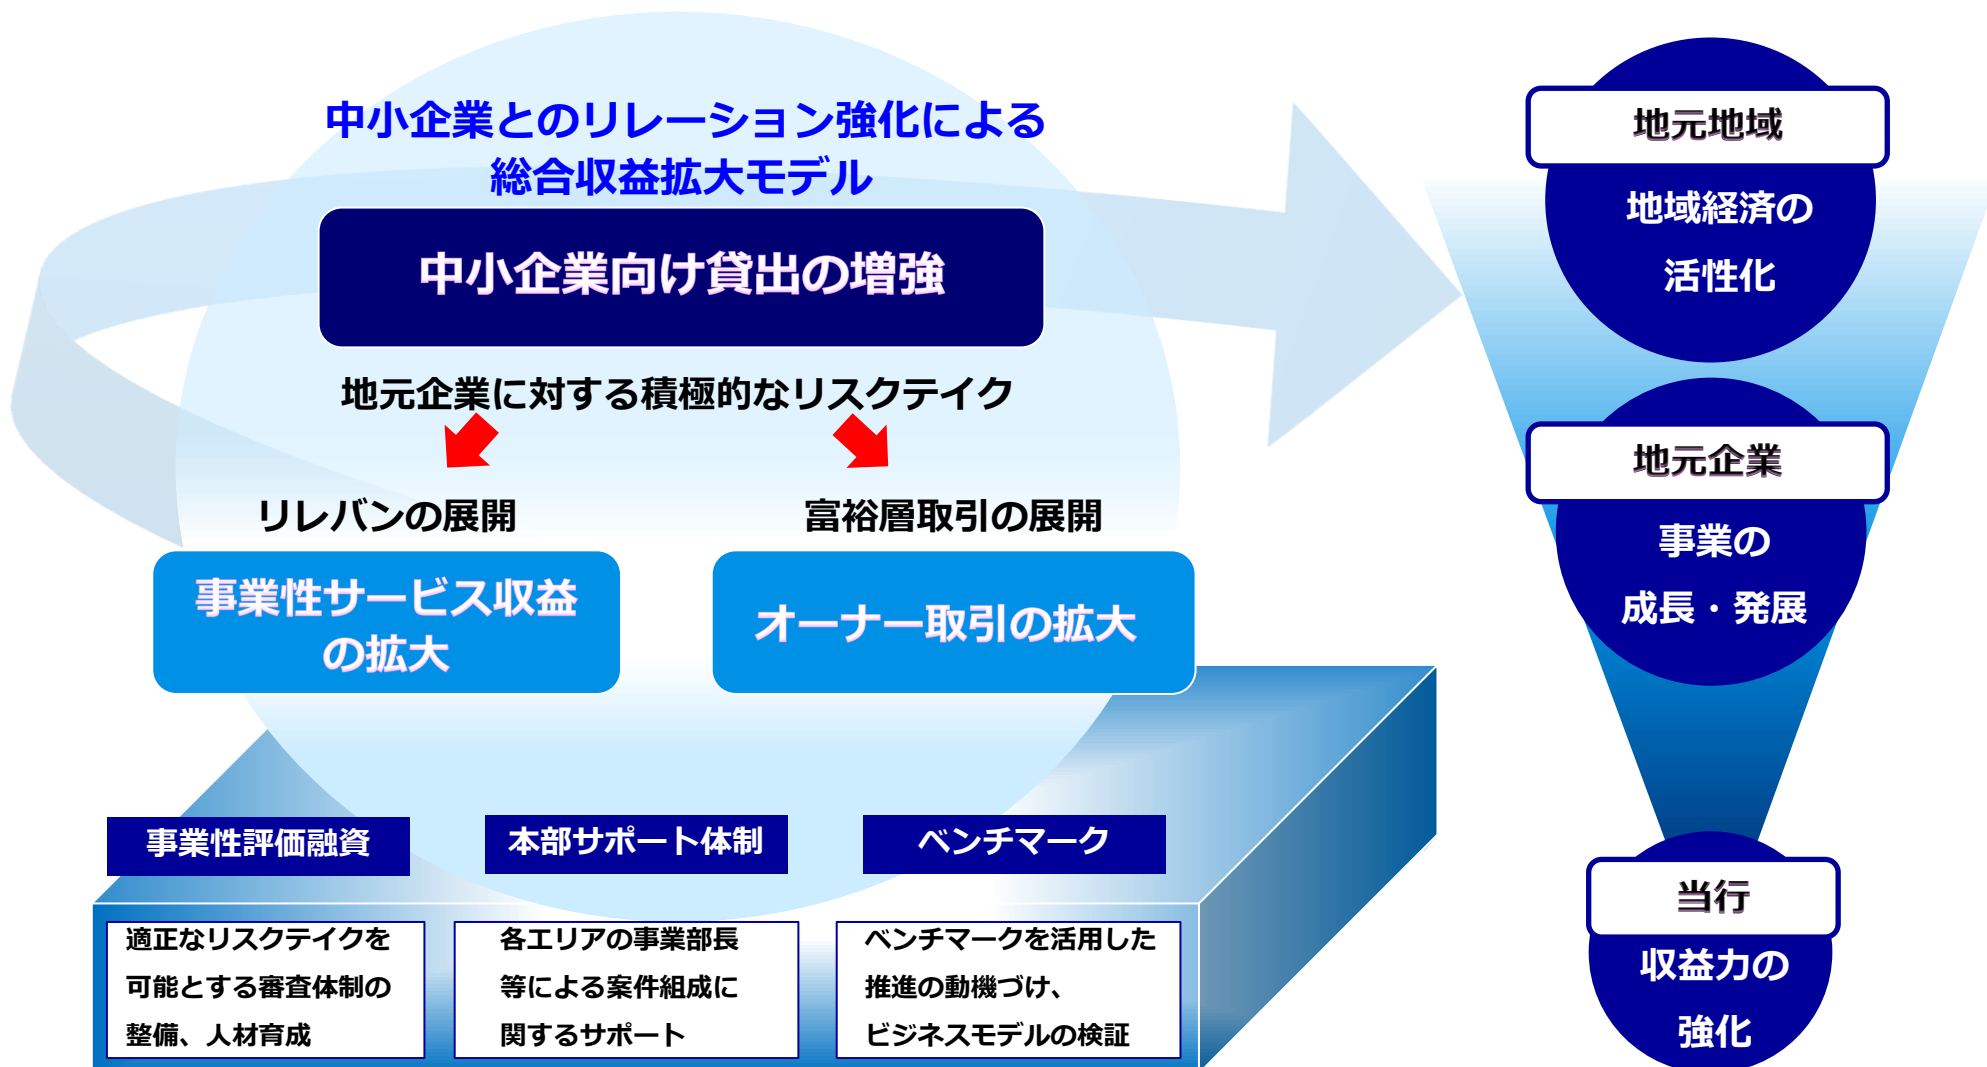 中小企業とのリレーション強化による
総合収益拡大モデル
中小企業向け貸出の増強
地元企業に対する積極的なリスクテイク
リレバンの展開
富裕層取引の展開
事業性サービス収益
の拡大
オーナー取引の拡大
事業性評価融資
本部サポート体制
ベンチマーク
適正なリスクテイクを
可能とする審査体制の
整備、人材育成
各エリアの事業部長
等による案件組成に
関するサポート
ベンチマークを活用した
推進の動機づけ、
ビジネスモデルの検証
地元地域
地域経済の
活性化
地元企業
事業の
成長・発展
当行
収益力の
強化